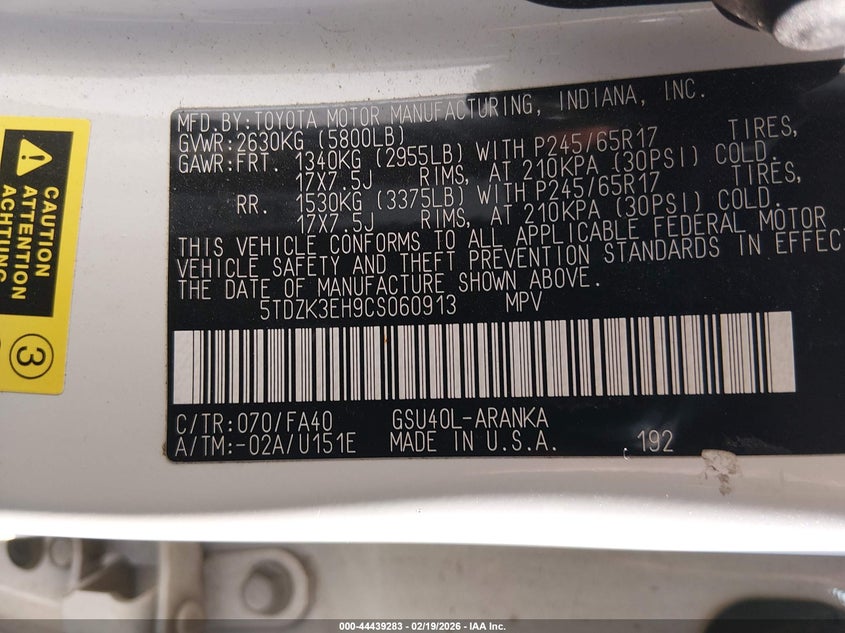 MFD.BY:TOYOTA MOTOR MANUFACTURING, INDIANA, INC.
GVWR:2630KG (5800LB)
GAWR:FRT. 1340KG (2955LB) WITH P245/65R17 TIRES,
17X7.5J RIMS, AT 210KPA (30PSI) COLD.
RR. 1530KG (3375LB) WITH P245/65R17 TIRES,
17X7.5J RIMS, AT 210KPA (30PSI) COLD.
THIS VEHICLE CONFORMS TO ALL APPLICABLE FEDERAL MOTOR
VEHICLE SAFETY AND THEFT PREVENTION STANDARDS IN EFFECT
THE DATE OF MANUFACTURE SHOWN ABOVE.
5TDZK3EH9CS060913 MPV
C/TR:070/FA40 GSU40L-ARANKA
A/TM:-02A/U151E MADE IN U.S.A. 192
CAUTION
ATTENTION
ACHTUNG
3
000-44439283 - 02/19/2026 - IAA Inc.